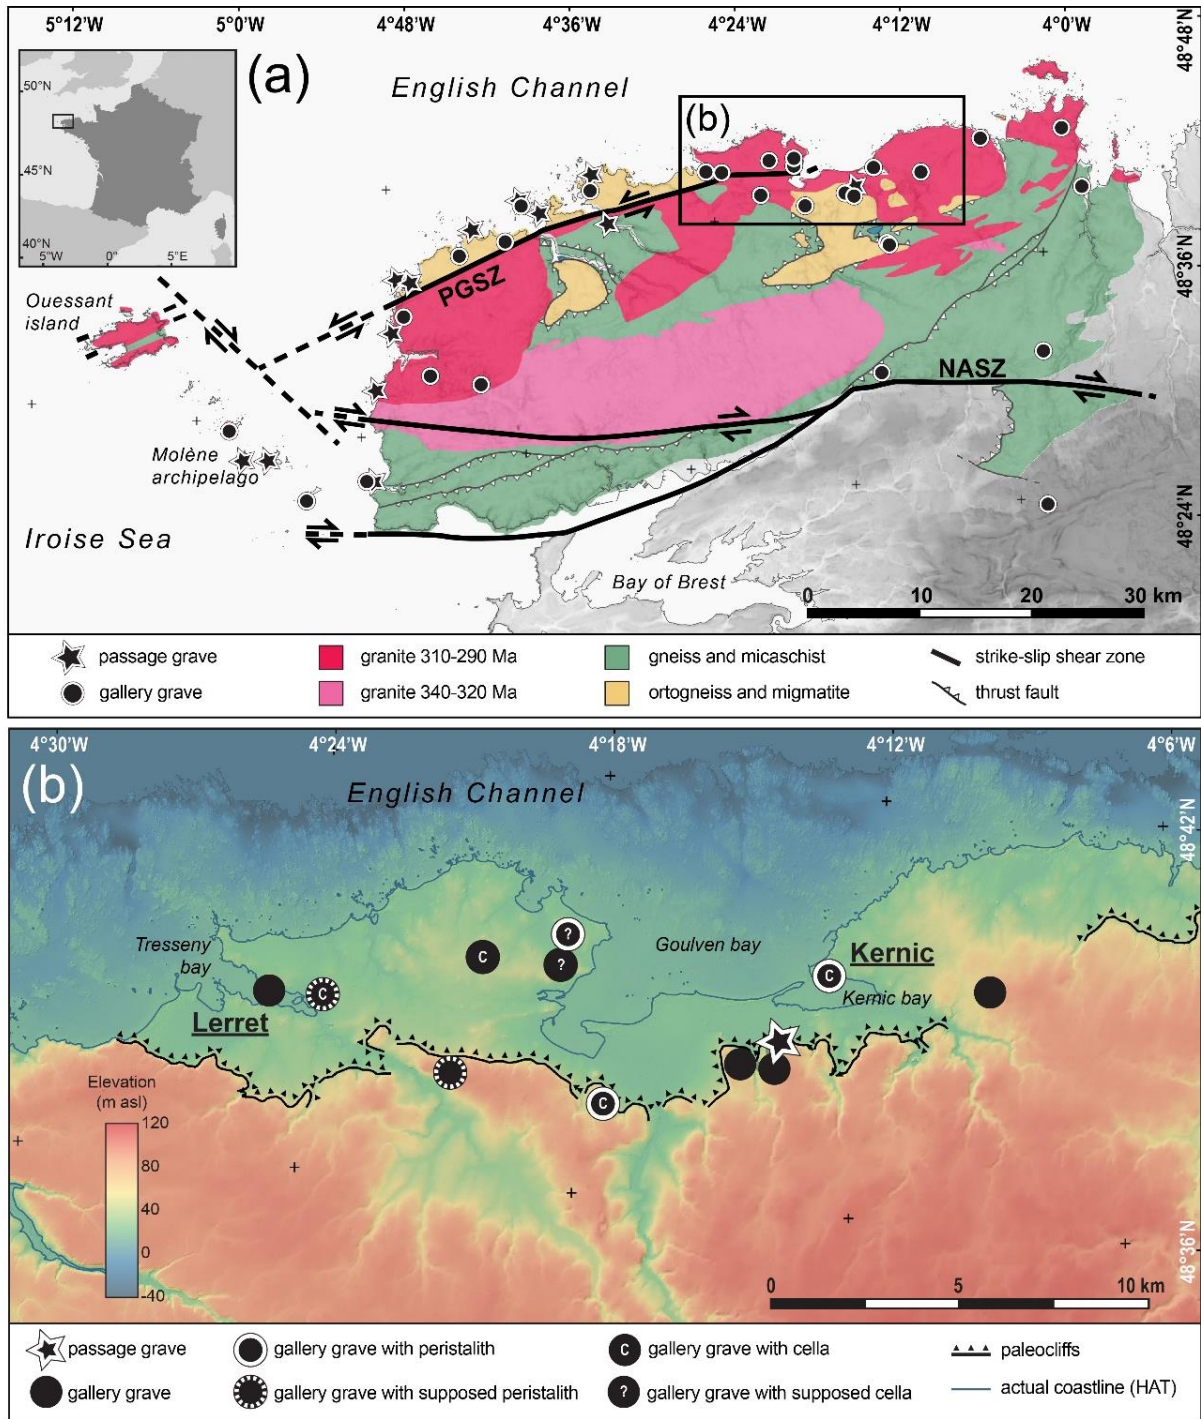 5°12'W 5°0'W 4°48'W 4°36'W 4°24'W 4°12'W 4°0'W
48°48'N
(a)
English Channel
50°N
45°N
40°N
5°W 0° 5°E
(b)
48°36'N
PGSZ
Ouessant
island
NASZ
Molène
archipelago
48°24'N
Iroise Sea
Bay of Brest
0 10 20 30 km
passage grave
granite 310-290 Ma
gneiss and micaschist
strike-slip shear zone
gallery grave
granite 340-320 Ma
ortogneiss and migmatite
thrust fault
4°30'W 4°24'W 4°18'W 4°12'W 4°6'W
(b)
English Channel
48°42'N
?
Tresseny
bay
C
?
Goulven bay
Kernic
C
Kernic bay
C
Lerret
C
Elevation
(m asl)
120
80
40
0
-40
48°36'N
0 5 10 km
passage grave
gallery grave with peristalith
C gallery grave with cella
paleocliffs
gallery grave
gallery grave with supposed peristalith
? gallery grave with supposed cella
actual coastline (HAT)